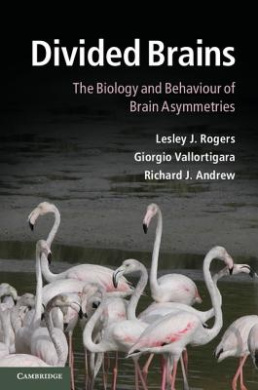 Divided Brains
The Biology and Behaviour of
Brain Asymmetries
Lesley J. Rogers
Giorgio Vallortigara
Richard J. Andrew
CAMBRIDGE